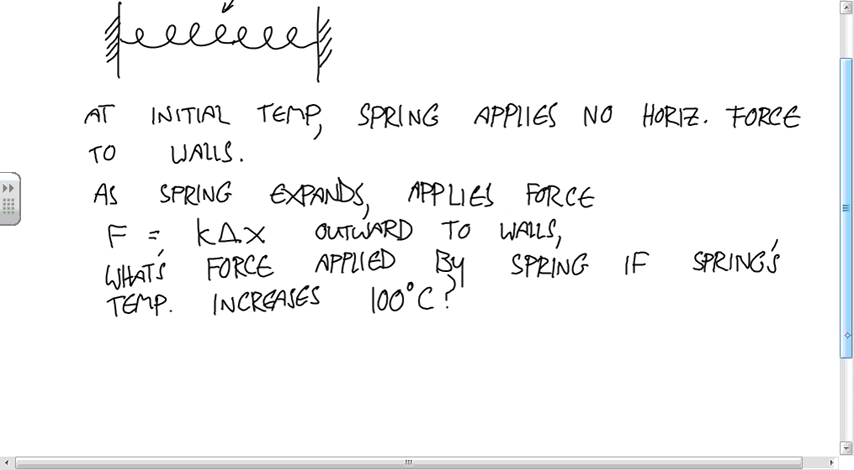 AT INITIAL TEMP, SPRING APPLIES NO HORIZ. FORCE
TO WALLS.
AS SPRING EXPANDS, APPLIES FORCE
F = kΔx OUTWARD TO WALLS,
WHAT'S FORCE APPLIED By SPRING IF SPRING'S
TEMP. INCREASES 100°C?